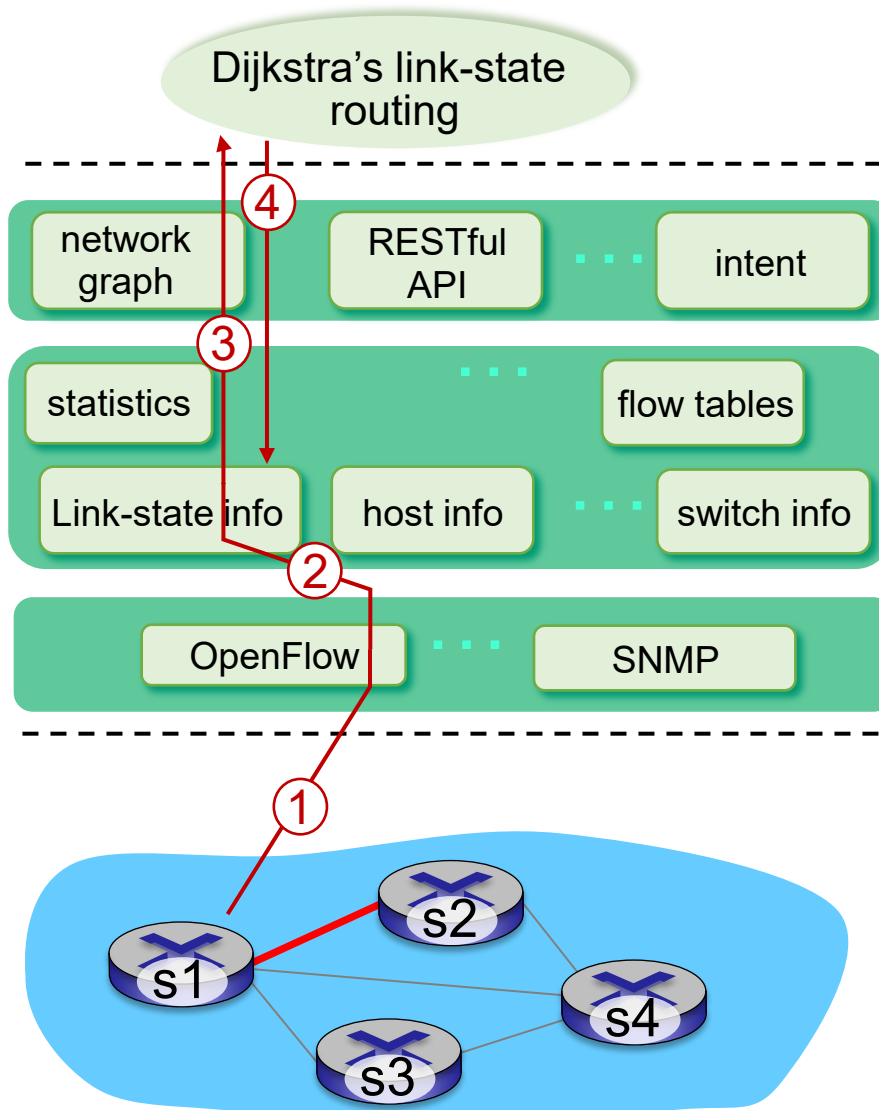 Dijkstra’s link-state
routing
4
network
graph
RESTful
API
intent
3
statistics
flow tables
Link-state info
host info
switch info
2
OpenFlow
SNMP
1
s2
s1
s4
s3